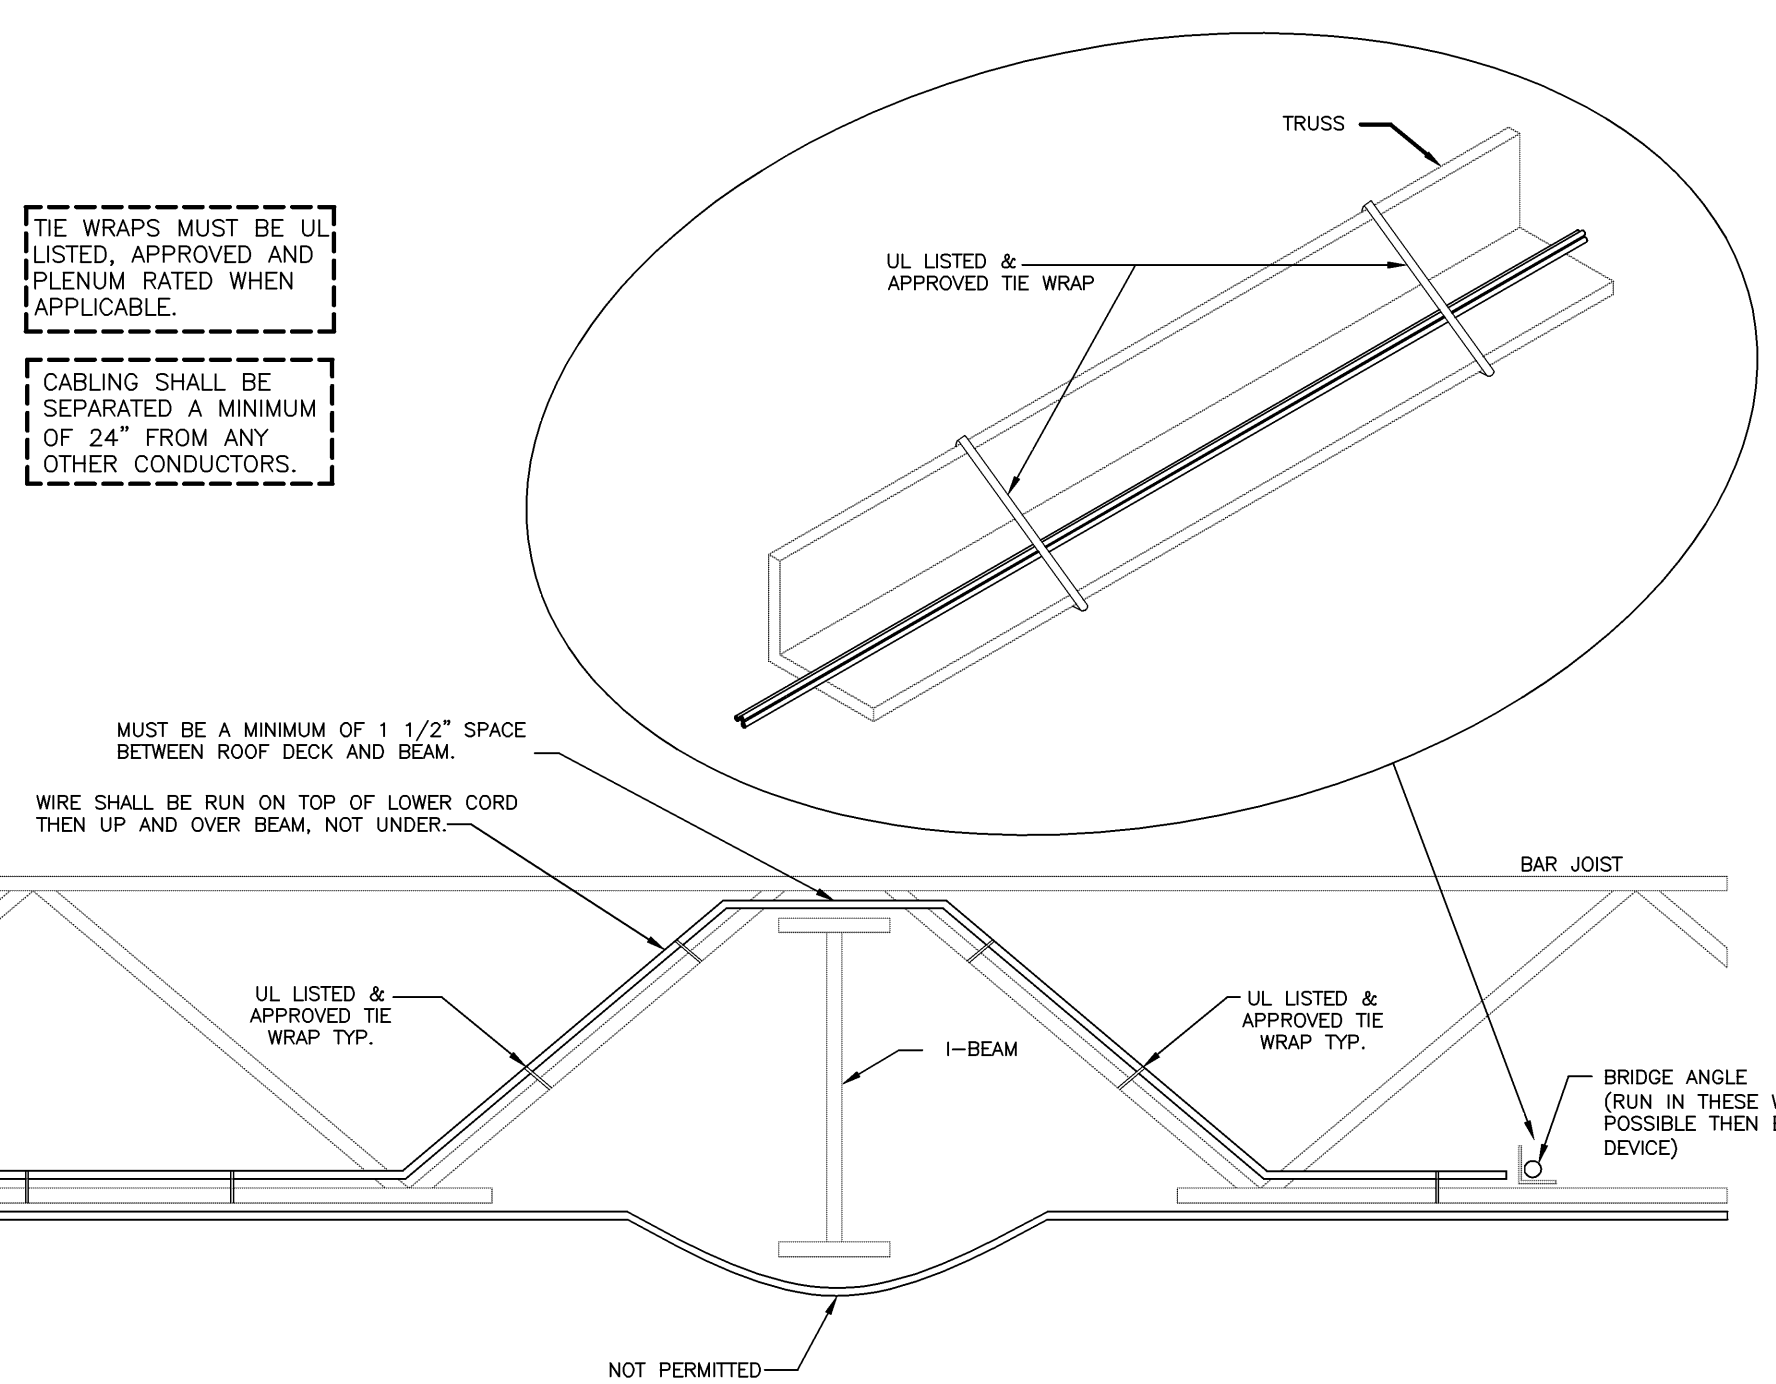 TRUSS
TIE WRAPS MUST BE UL
LISTED, APPROVED AND
PLENUM RATED WHEN
APPLICABLE.
UL LISTED &
APPROVED TIE WRAP
CABLING SHALL BE
SEPARATED A MINIMUM
OF 24" FROM ANY
OTHER CONDUCTORS.
MUST BE A MINIMUM OF 1 1/2" SPACE
BETWEEN ROOF DECK AND BEAM.
WIRE SHALL BE RUN ON TOP OF LOWER CORD
THEN UP AND OVER BEAM, NOT UNDER.
BAR JOIST
UL LISTED &
APPROVED TIE
WRAP TYP.
UL LISTED &
APPROVED TIE
WRAP TYP.
I-BEAM
BRIDGE ANGLE
(RUN IN THESE
POSSIBLE THEN
DEVICE)
NOT PERMITTED